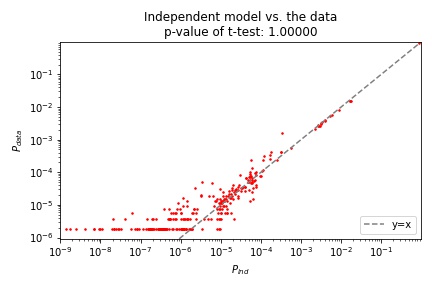 Independent model vs. the data
p-value of t-test: 1.00000
10⁻¹
10⁻²
10⁻³
10⁻⁴
10⁻⁵
10⁻⁶
P_data
10⁻⁹ 10⁻⁸ 10⁻⁷ 10⁻⁶ 10⁻⁵ 10⁻⁴ 10⁻³ 10⁻² 10⁻¹
P_ind
y=x